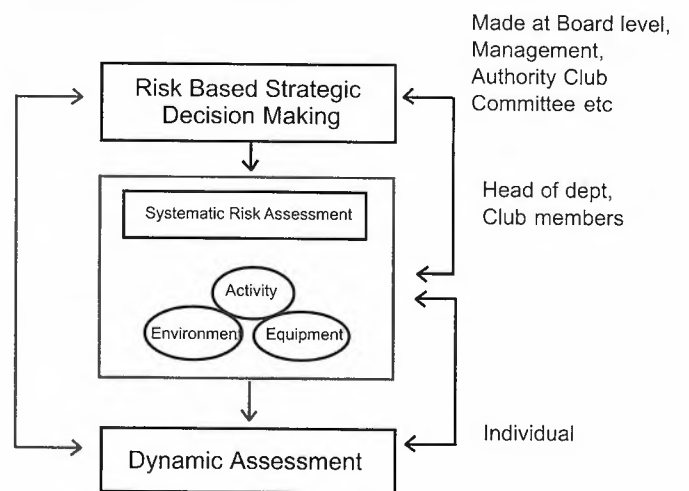 Made at Board level,
Management,
Authority Club
Committee etc
Risk Based Strategic
Decision Making
Head of dept,
Club members
Systematic Risk Assessment
Activity
Environment
Equipment
Individual
Dynamic Assessment